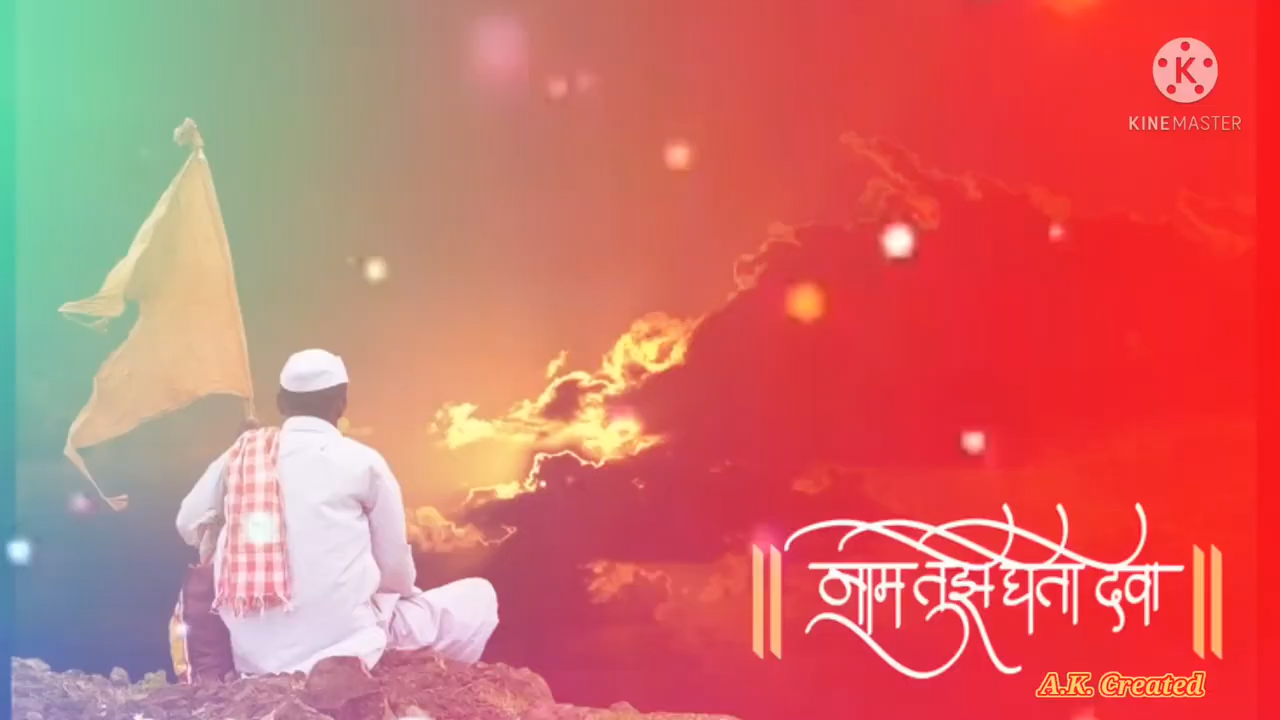 KINEMASTER
॥ नाम तुझे घेता देवा ॥
A.K. Created